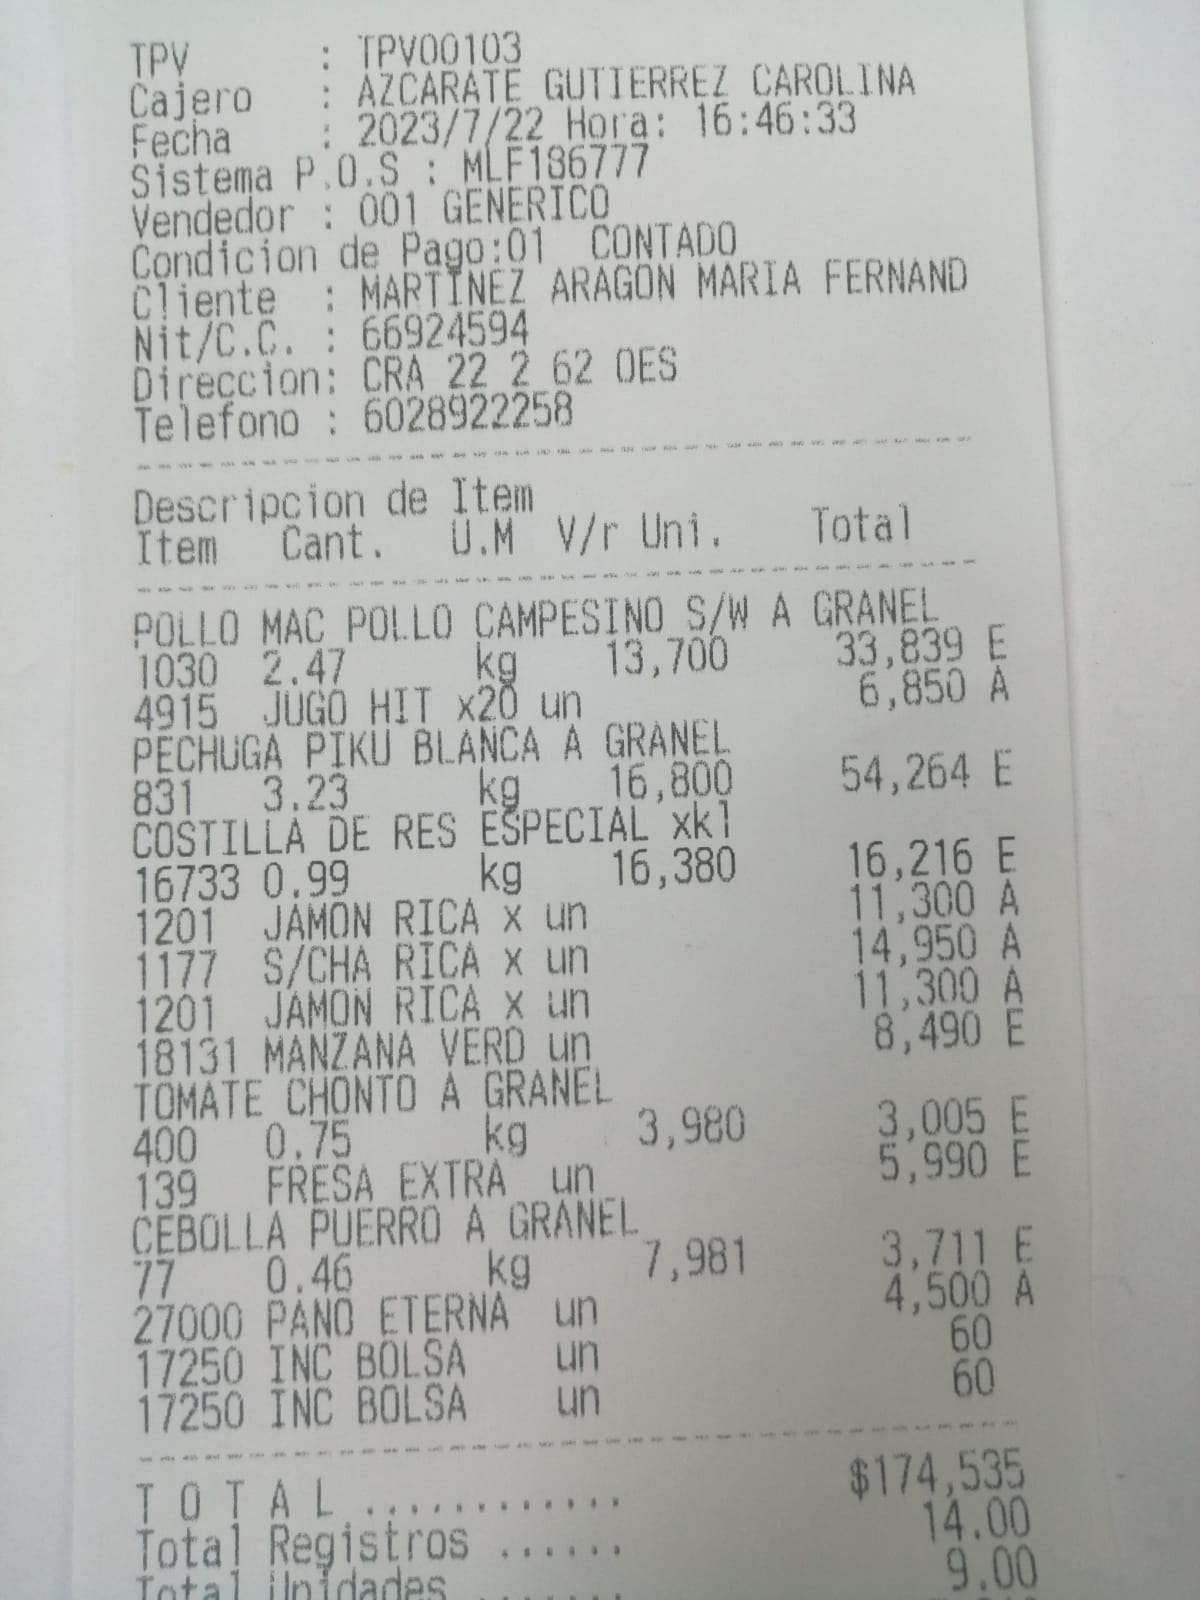 TPV : TPV00103
Cajero : AZCARATE GUTIERREZ CAROLINA
Fecha : 2023/7/22 Hora: 16:46:33
Sistema P.O.S : MLF186777
Vendedor : 001 GENERICO
Condicion de Pago:01 CONTADO
Cliente : MARTINEZ ARAGON MARIA FERNAND
Nit/C.C. : 66924594
Direccion: CRA 22 2 62 OES
Telefono : 6028922258
Descripcion de Item
Item Cant. U.M V/r Uni. Total
POLLO MAC POLLO CAMPESINO S/W A GRANEL
1030 2.47 kg 13,700 33,839 E
4915 JUGO HIT x20 un 6,850 A
PECHUGA PIKU BLANCA A GRANEL
831 3.23 kg 16,800 54,264 E
COSTILLA DE RES ESPECIAL xkl
16733 0.99 kg 16,380 16,216 E
1201 JAMON RICA x un 11,300 A
1177 S/CHA RICA x un 14,950 A
1201 JAMON RICA x un 11,300 A
18131 MANZANA VERD un 8,490 E
TOMATE CHONTO A GRANEL
400 0.75 kg 3,980 3,005 E
139 FRESA EXTRA un 5,990 E
CEBOLLA PUERRO A GRANEL
77 0.46 kg 7,981 3,711 E
27000 PANO ETERNA un 4,500 A
17250 INC BOLSA un 60
17250 INC BOLSA un 60
T O T A L ............ $174,535
Total Registros ...... 14.00
Total Unidades ....... 9.00